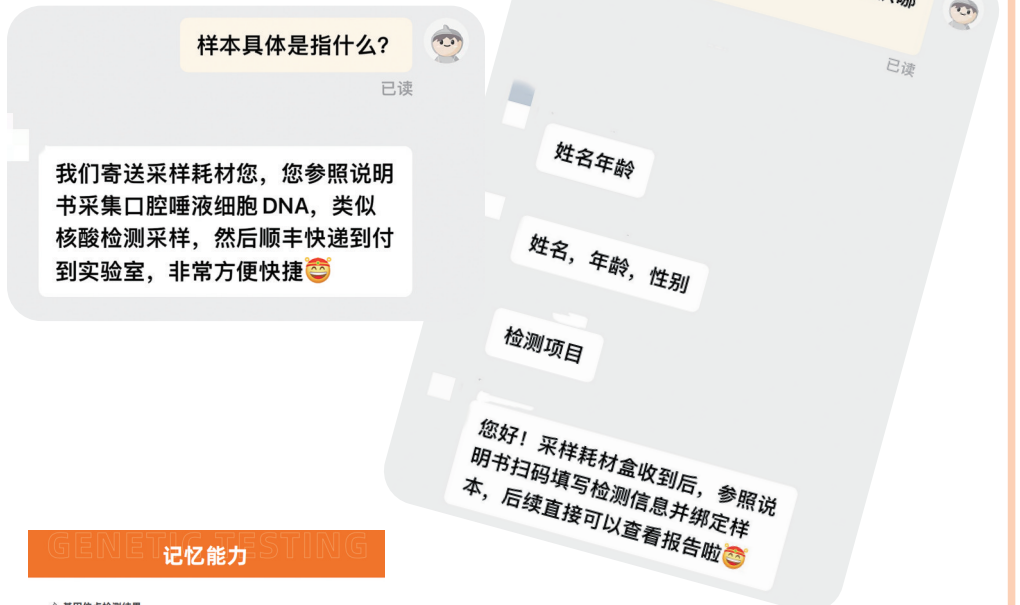 样本具体是指什么?
已读
我们寄送采样耗材您，您参照说明
书采集口腔唾液细胞DNA，类似
核酸检测采样，然后顺丰快递到付
到实验室，非常方便快捷
已读
姓名年龄
姓名，年龄，性别
检测项目
您好！采样耗材盒收到后，参照说
明书扫码填写检测信息并绑定样
本，后续直接可以查看报告啦
GENETIC TESTING
记忆能力